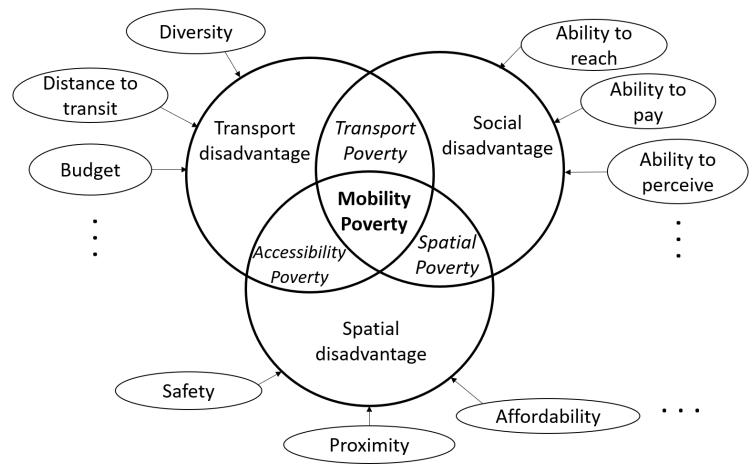 Diversity
Distance to
transit
Budget
Ability to
reach
Ability to
pay
Ability to
perceive
Transport
disadvantage
Transport
Poverty
Social
disadvantage
Mobility
Poverty
Accessibility
Poverty
Spatial
Poverty
Spatial
disadvantage
Safety
Proximity
Affordability
. . .